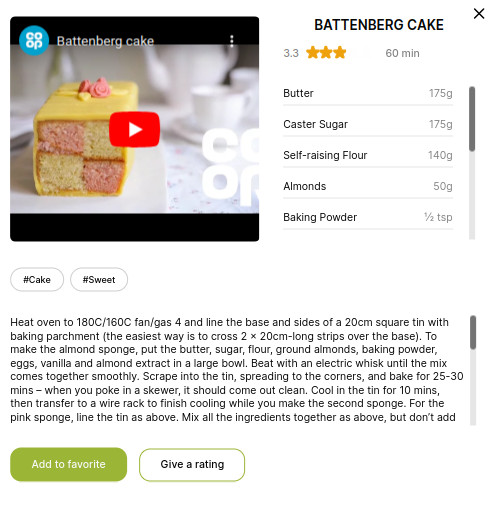 CO
OP
Battenberg cake
CO
OP
BATTENBERG CAKE
3.3
60 min
Butter 175g
Caster Sugar 175g
Self-raising Flour 140g
Almonds 50g
Baking Powder ½ tsp
#Cake #Sweet
Heat oven to 180C/160C fan/gas 4 and line the base and sides of a 20cm square tin with
baking parchment (the easiest way is to cross 2 × 20cm-long strips over the base). To
make the almond sponge, put the butter, sugar, flour, ground almonds, baking powder,
eggs, vanilla and almond extract in a large bowl. Beat with an electric whisk until the mix
comes together smoothly. Scrape into the tin, spreading to the corners, and bake for 25-30
mins – when you poke in a skewer, it should come out clean. Cool in the tin for 10 mins,
then transfer to a wire rack to finish cooling while you make the second sponge. For the
pink sponge, line the tin as above. Mix all the ingredients together as above, but don’t add
Add to favorite
Give a rating